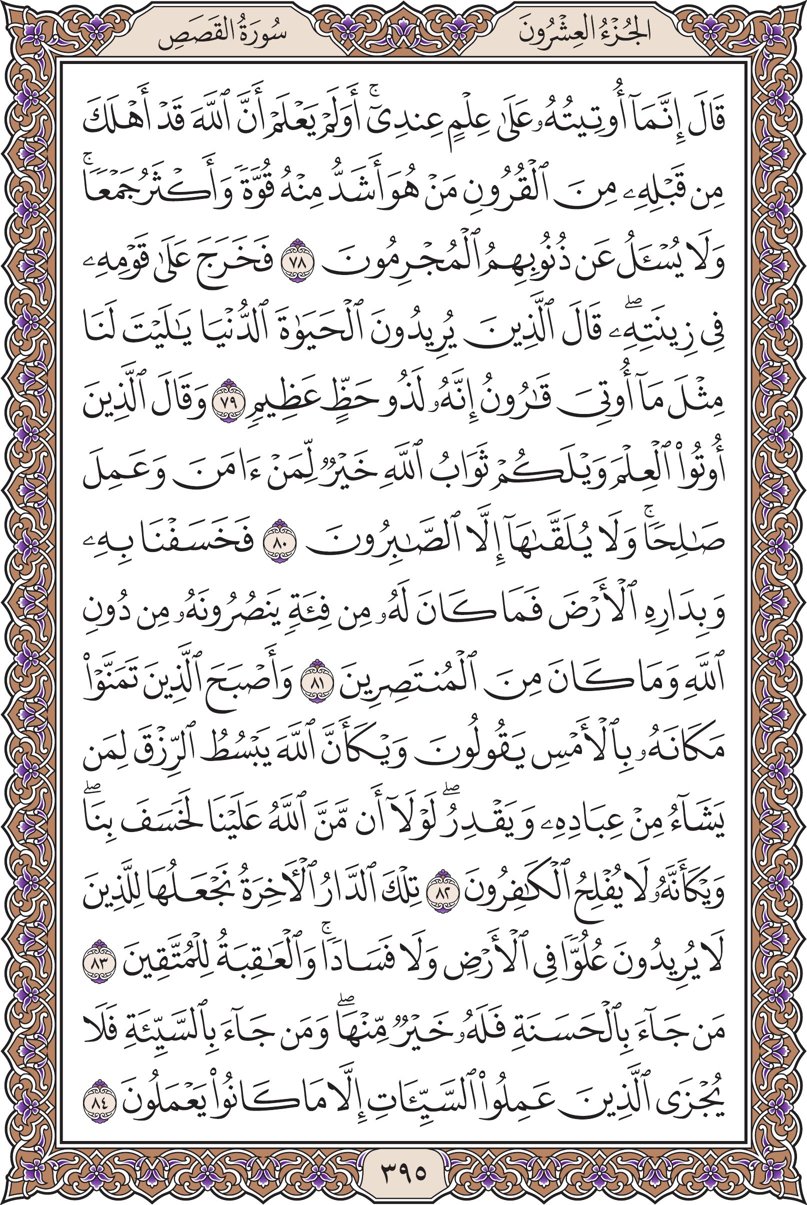 الجُزْءُ العِشْرُونَ
سُورَةُ القَصَصِ
قَالَ إِنَّمَآ أُوتِيتُهُۥ عَلَىٰ عِلْمٍ عِندِيٓۚ أَوَلَمْ يَعْلَمْ أَنَّ ٱللَّهَ قَدْ أَهْلَكَ
مِن قَبْلِهِۦ مِنَ ٱلْقُرُونِ مَنْ هُوَ أَشَدُّ مِنْهُ قُوَّةً وَأَكْثَرُ جَمْعًاۚ
وَلَا يُسْـَٔلُ عَن ذُنُوبِهِمُ ٱلْمُجْرِمُونَ ٧٨ فَخَرَجَ عَلَىٰ قَوْمِهِۦ
فِي زِينَتِهِۦۖ قَالَ ٱلَّذِينَ يُرِيدُونَ ٱلْحَيَوٰةَ ٱلدُّنْيَا يَٰلَيْتَ لَنَا
مِثْلَ مَآ أُوتِيَ قَٰرُونُ إِنَّهُۥ لَذُو حَظٍّ عَظِيمٍ ٧٩ وَقَالَ ٱلَّذِينَ
أُوتُوا۟ ٱلْعِلْمَ وَيْلَكُمْ ثَوَابُ ٱللَّهِ خَيْرٌ لِّمَنْ ءَامَنَ وَعَمِلَ
صَٰلِحًاۚ وَلَا يُلَقَّىٰهَآ إِلَّا ٱلصَّٰبِرُونَ ٨٠ فَخَسَفْنَا بِهِۦ
وَبِدَارِهِ ٱلْأَرْضَ فَمَا كَانَ لَهُۥ مِن فِئَةٍ يَنصُرُونَهُۥ مِن دُونِ
ٱللَّهِ وَمَا كَانَ مِنَ ٱلْمُنتَصِرِينَ ٨١ وَأَصْبَحَ ٱلَّذِينَ تَمَنَّوْا۟
مَكَانَهُۥ بِٱلْأَمْسِ يَقُولُونَ وَيْكَأَنَّ ٱللَّهَ يَبْسُطُ ٱلرِّزْقَ لِمَن
يَشَآءُ مِنْ عِبَادِهِۦ وَيَقْدِرُۖ لَوْلَآ أَن مَّنَّ ٱللَّهُ عَلَيْنَا لَخَسَفَ بِنَاۖ
وَيْكَأَنَّهُۥ لَا يُفْلِحُ ٱلْكَٰفِرُونَ ٨٢ تِلْكَ ٱلدَّارُ ٱلْأٓخِرَةُ نَجْعَلُهَا لِلَّذِينَ
لَا يُرِيدُونَ عُلُوًّا فِي ٱلْأَرْضِ وَلَا فَسَادًاۚ وَٱلْعَٰقِبَةُ لِلْمُتَّقِينَ ٨٣
مَن جَآءَ بِٱلْحَسَنَةِ فَلَهُۥ خَيْرٌ مِّنْهَاۖ وَمَن جَآءَ بِٱلسَّيِّئَةِ فَلَا
يُجْزَى ٱلَّذِينَ عَمِلُوا۟ ٱلسَّيِّـَٔاتِ إِلَّا مَا كَانُوا۟ يَعْمَلُونَ ٨٤
٣٩٥